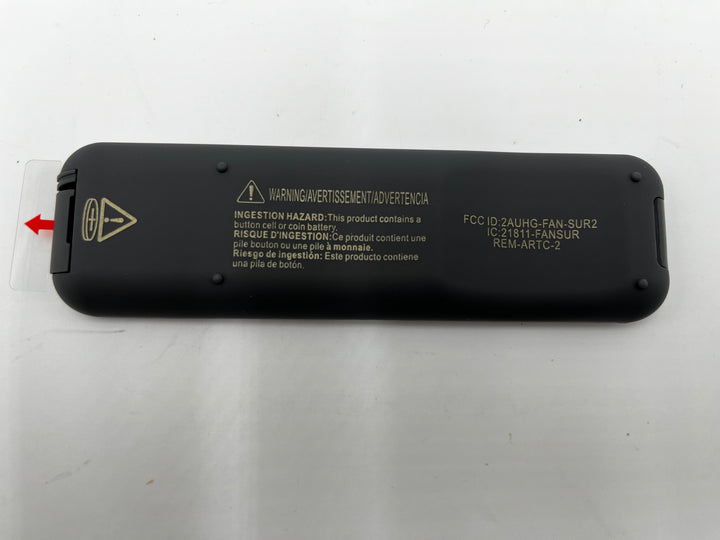 WARNING/AVERTISSEMENT/ADVERTENCIA
INGESTION HAZARD:This product contains a
button cell or coin battery.
RISQUE D'INGESTION:Ce produit contient une
pile bouton ou une pile à monnaie.
Riesgo de ingestión: Este producto contiene
una pila de botón.
FCC ID:2AUHG-FAN-SUR2
IC:21811-FANSUR
REM-ARTC-2